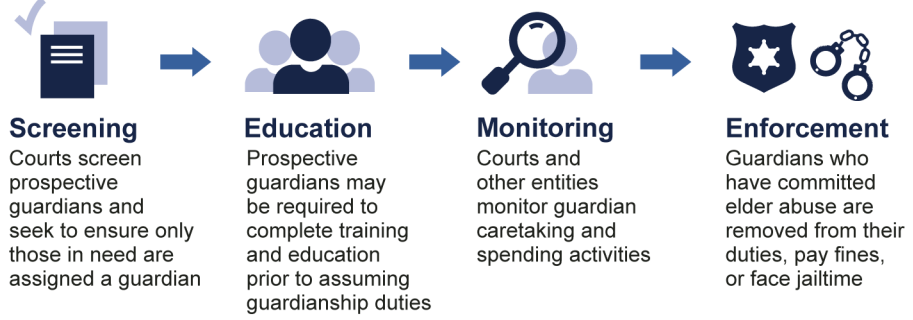 Screening
Courts screen
prospective
guardians and
seek to ensure only
those in need are
assigned a guardian
Education
Prospective
guardians may
be required to
complete training
and education
prior to assuming
guardianship duties
Monitoring
Courts and
other entities
monitor guardian
caretaking and
spending activities
Enforcement
Guardians who
have committed
elder abuse are
removed from their
duties, pay fines,
or face jailtime